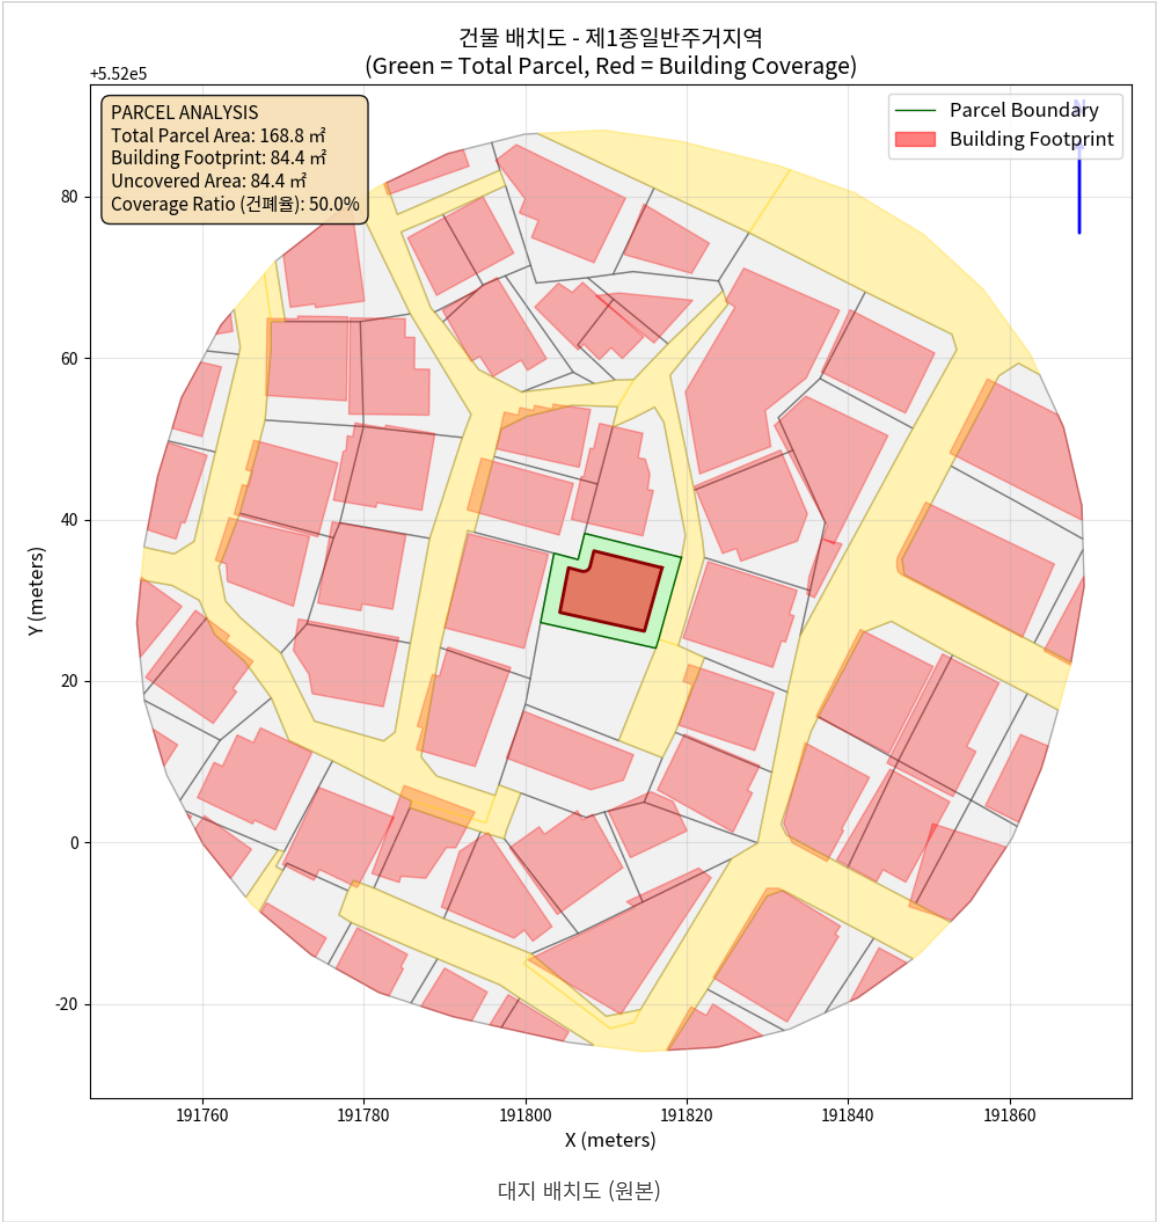 건물 배치도 - 제1종일반주거지역
(Green = Total Parcel, Red = Building Coverage)
+5.52e5
PARCEL ANALYSIS
Total Parcel Area: 168.8 ㎡
Building Footprint: 84.4 ㎡
Uncovered Area: 84.4 ㎡
Coverage Ratio (건폐율): 50.0%
Parcel Boundary
Building Footprint
N
80
60
40
20
0
-20
Y (meters)
191760
191780
191800
191820
191840
191860
X (meters)
대지 배치도 (원본)